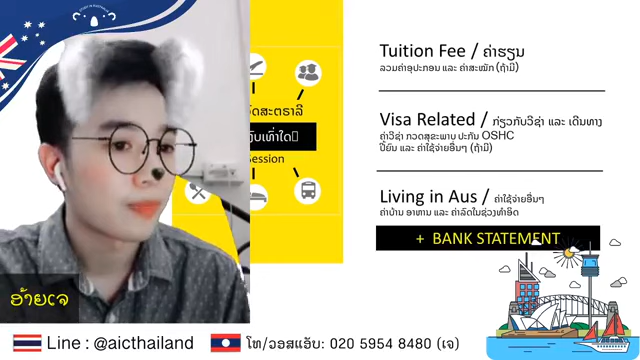 Tuition Fee / ຄ່າຮຽນ
ລວມຄ່າອຸປະກອນ ແລະ ຄ່າສະໝັກ (ຖ້າມີ)
Visa Related / ກ່ຽວກັບວີຊ່າ ແລະ ເດີນທາງ
ຄ່າວີຊ່າ ກວດສຸຂະພາບ ປະກັນ OSHC
ປີ້ຍົນ ແລະ ຄ່າໃຊ້ຈ່າຍອື່ນໆ (ຖ້າມີ)
Living in Aus / ຄ່າໃຊ້ຈ່າຍອື່ນໆ
ຄ່າບ້ານ ອາຫານ ແລະ ຄ່າລົດໃນຊ່ວງທຳອິດ
+ BANK STATEMENT
ອ້າຍເຈ
Line : @aicthailand
ໂທ/ວອສແອັບ: 020 5954 8480 (ເຈ)